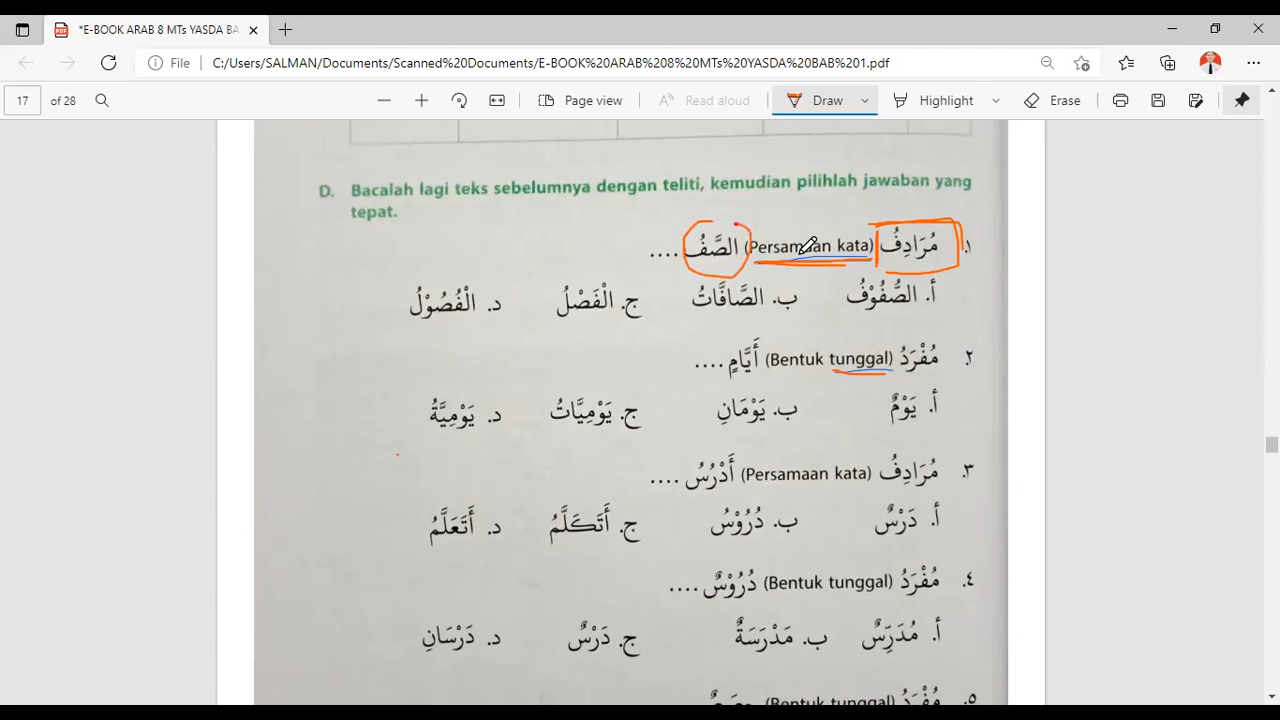 *E-BOOK ARAB 8 MTs YASDA BA
File C:/Users/SALMAN/Documents/Scanned%20Documents/E-BOOK%20ARAB%208%20MTs%20YASDA%20BAB%201.pdf
17 of 28 Page view Read aloud Draw Highlight Erase
D. Bacalah lagi teks sebelumnya dengan teliti, kemudian pilihlah jawaban yang
tepat.
١. مُرَادِفُ (Persamaan kata) الصَّفُ ....
أ. الصُّفُوْفُ ب. الصَّافَّاتُ ج. الْفَصْلُ د. الْفُصُوْلُ
٢. مُفْرَدُ (Bentuk tunggal) أَيَّامٍ ....
أ. يَوْمٌ ب. يَوْمَانِ ج. يَوْمِيَّاتُ د. يَوْمِيَّةُ
٣. مُرَادِفُ (Persamaan kata) أَدْرُسُ ....
أ. دَرْسٌ ب. دُرُوْسُ ج. أَتَكَلَّمُ د. أَتَعَلَّمُ
٤. مُفْرَدُ (Bentuk tunggal) دُرُوْسٌ ....
أ. مُدَرِّسٌ ب. مَدْرَسَةٌ ج. دَرْسٌ د. دَرْسَانِ
٥. مُفْرَدُ (Bentuk tunggal)